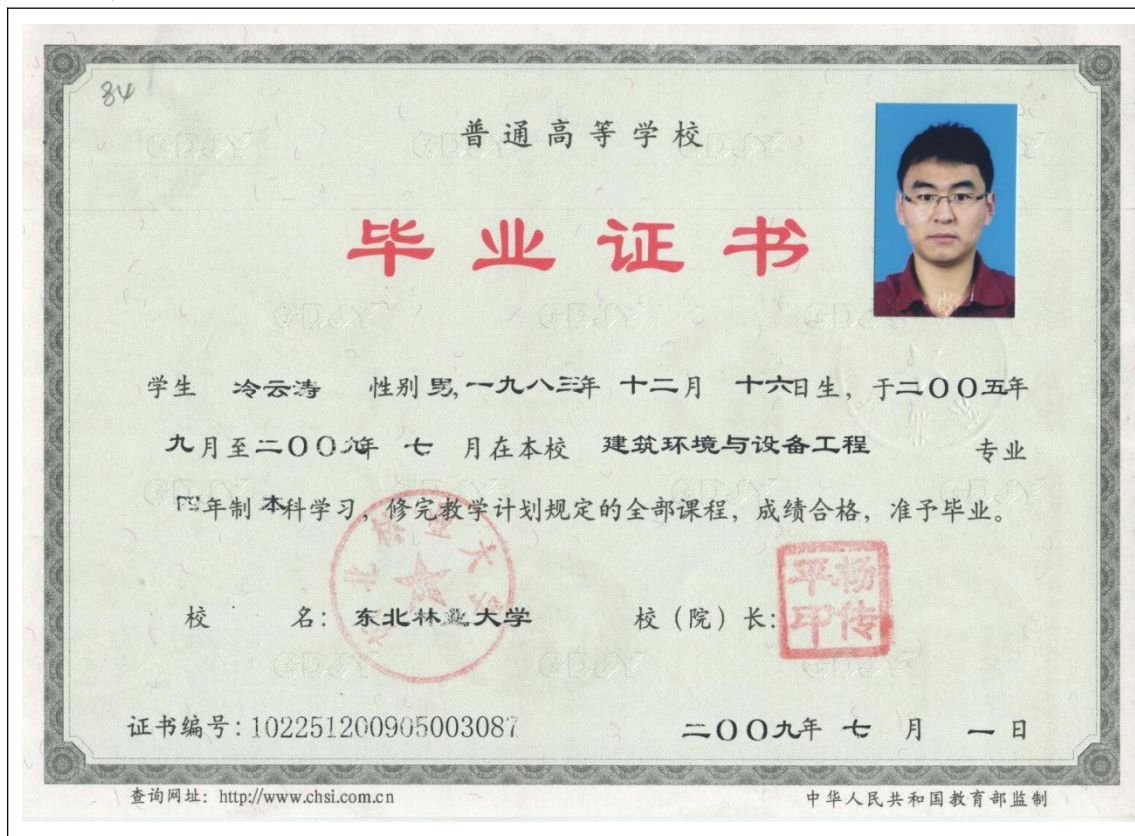 84
普通高等学校
毕业证书
学生 冷云涛 性别 男, 一九八三年 十二月 十六日生, 于二〇〇五年
九月至二〇〇九年 七 月在本校 建筑环境与设备工程 专业
四年制 本科学习, 修完教学计划规定的全部课程, 成绩合格, 准予毕业。
校 名: 东北林业大学 校(院)长: 杨传平印
东北林业大学
证书编号: 102251200905003087 二〇〇九年 七 月 一 日
查询网址: http://www.chsi.com.cn 中华人民共和国教育部监制